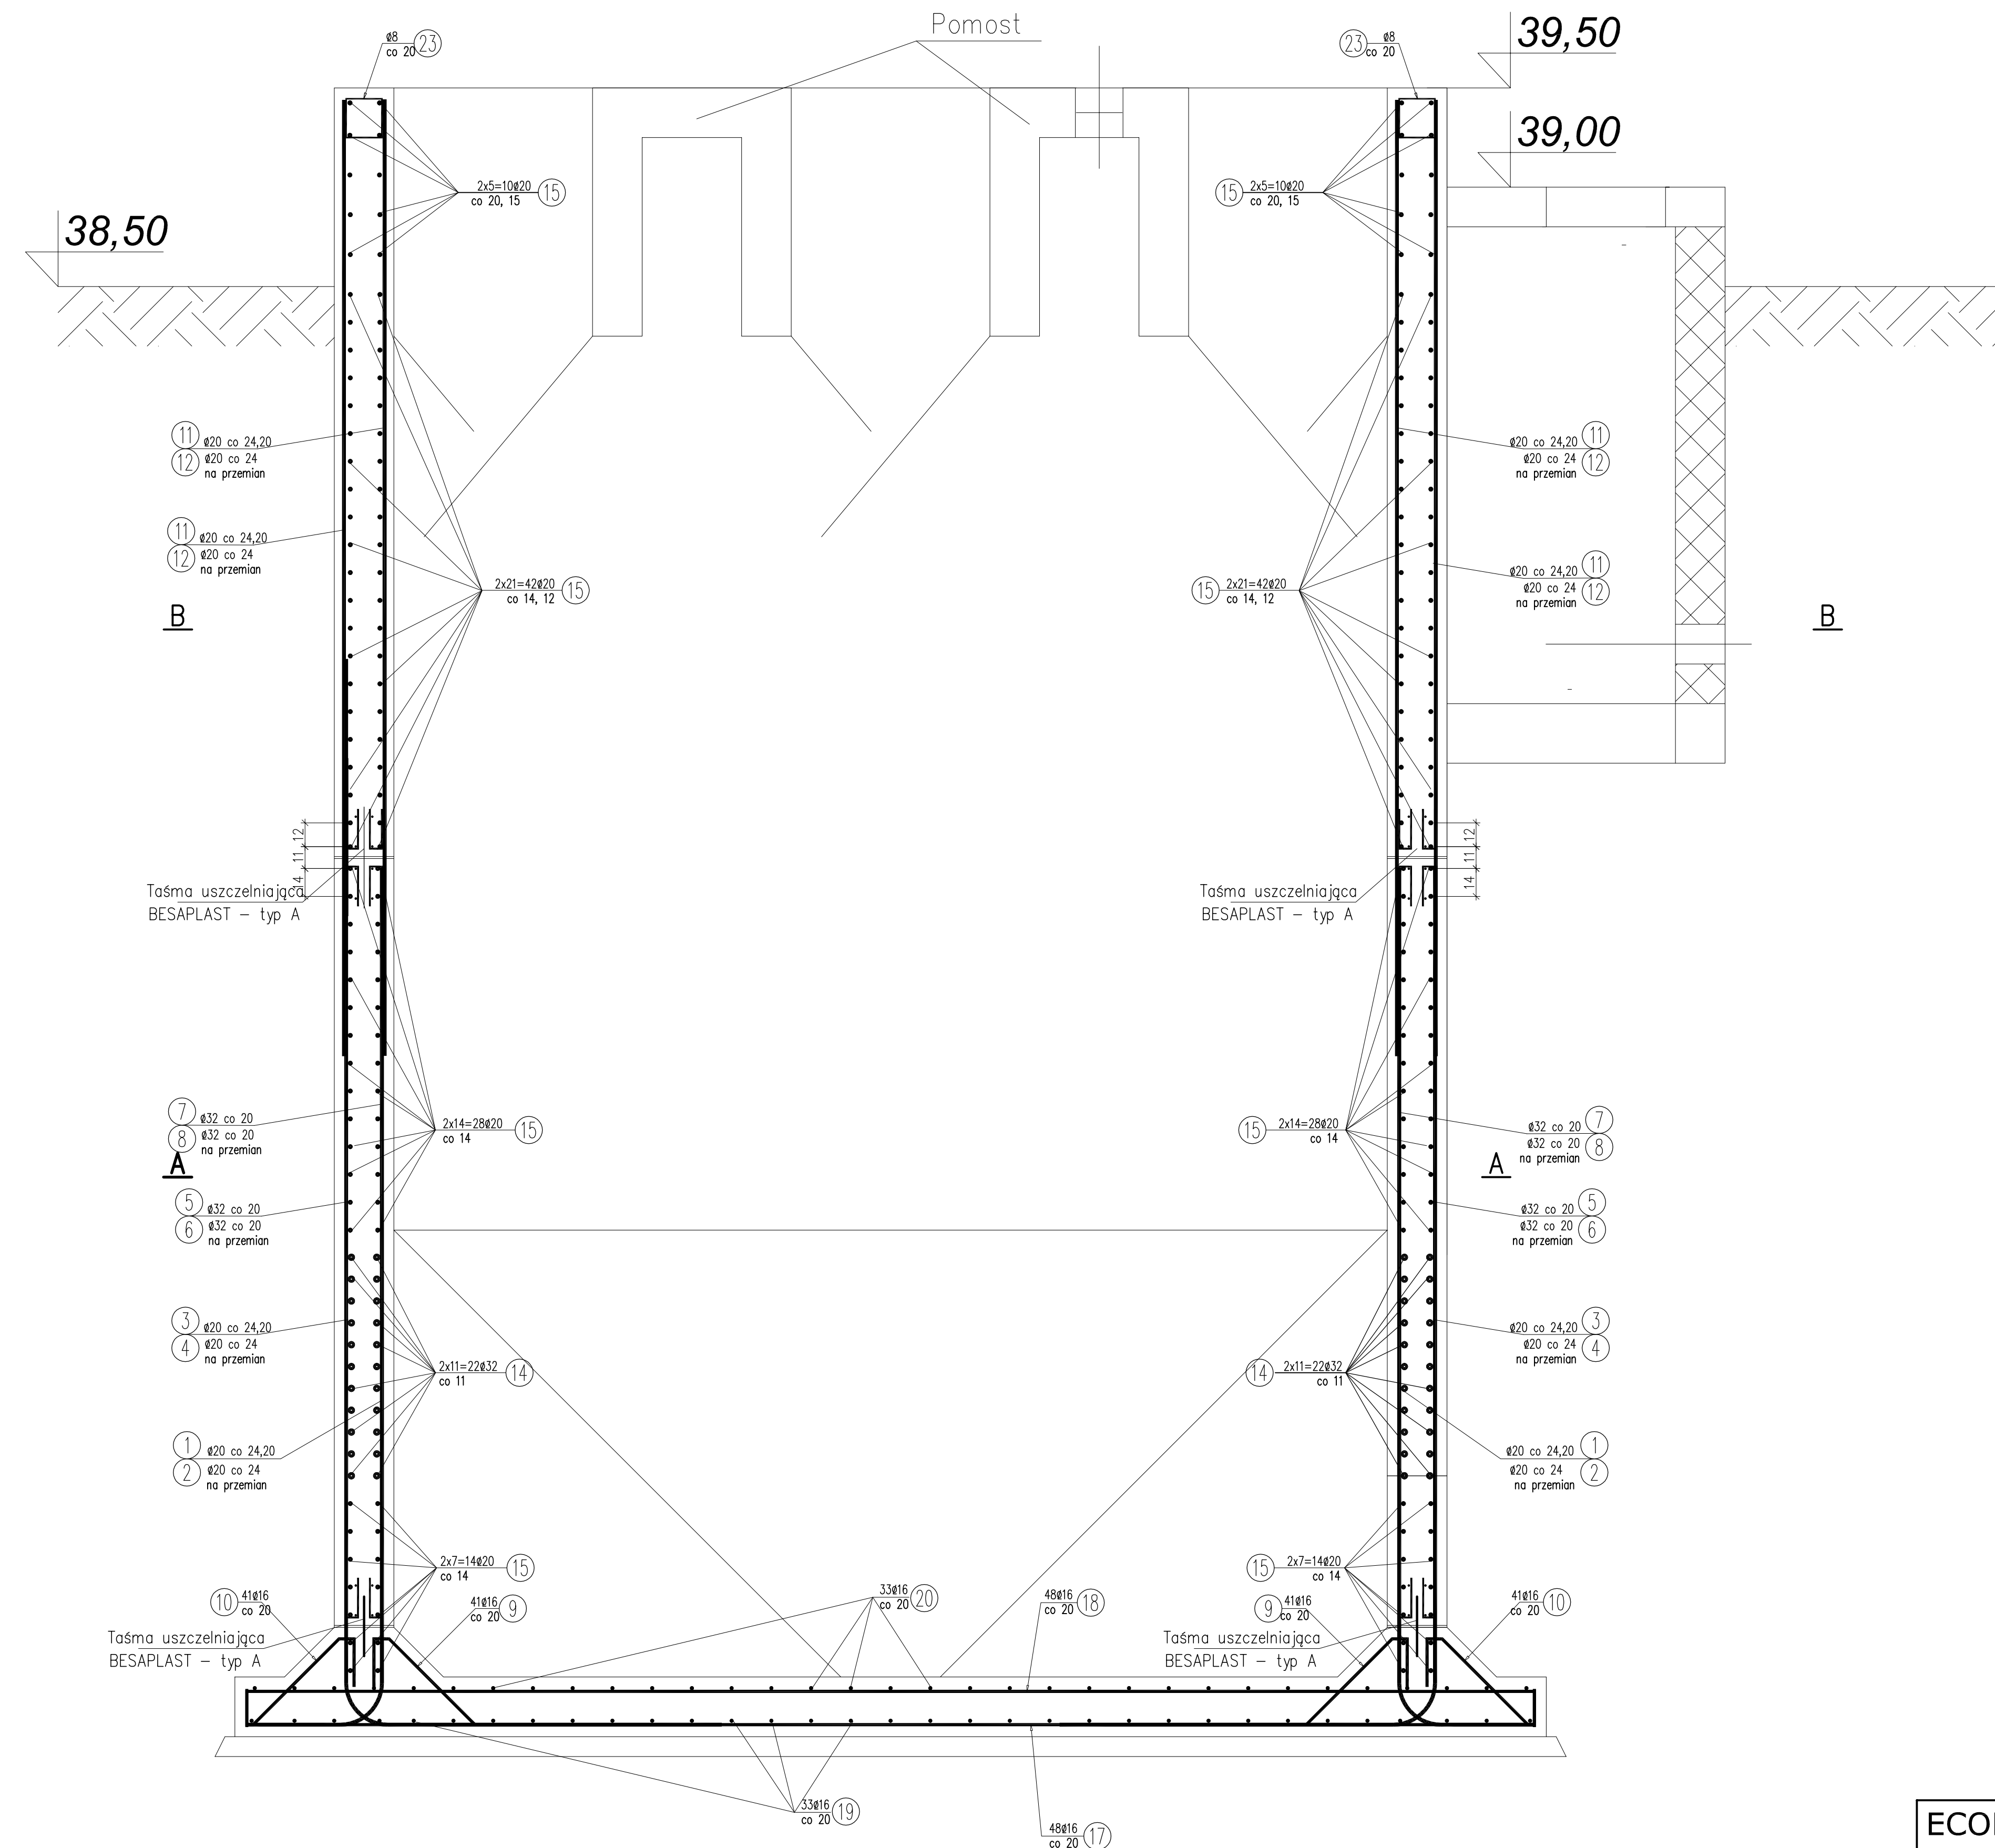 ø8
co 20
23
Pomost
23
ø8
co 20
39,50
39,00
38,50
2x5=10ø20
co 20, 15
15
15
2x5=10ø20
co 20, 15
11
ø20 co 24,20
12
ø20 co 24
na przemian
ø20 co 24,20
11
ø20 co 24
12
na przemian
11
ø20 co 24,20
12
ø20 co 24
na przemian
ø20 co 24,20
11
ø20 co 24
12
na przemian
2x21=42ø20
co 14, 12
15
15
2x21=42ø20
co 14, 12
B
B
12
11
14
12
11
14
Taśma uszczelniająca
BESAPLAST – typ A
Taśma uszczelniająca
BESAPLAST – typ A
7
ø32 co 20
8
ø32 co 20
na przemian
2x14=28ø20
co 14
15
15
2x14=28ø20
co 14
ø32 co 20
7
ø32 co 20
8
na przemian
A
A
5
ø32 co 20
6
ø32 co 20
na przemian
ø32 co 20
5
ø32 co 20
6
na przemian
3
ø20 co 24,20
4
ø20 co 24
na przemian
ø20 co 24,20
3
ø20 co 24
4
na przemian
2x11=22ø32
co 11
14
14
2x11=22ø32
co 11
1
ø20 co 24,20
2
ø20 co 24
na przemian
ø20 co 24,20
1
ø20 co 24
2
na przemian
2x7=14ø20
co 14
15
15
2x7=14ø20
co 14
10
41ø16
co 20
41ø16
co 20
9
33ø16
co 20
20
48ø16
co 20
18
9
41ø16
co 20
41ø16
co 20
10
Taśma uszczelniająca
BESAPLAST – typ A
Taśma uszczelniająca
BESAPLAST – typ A
33ø16
co 20
19
48ø16
co 20
17